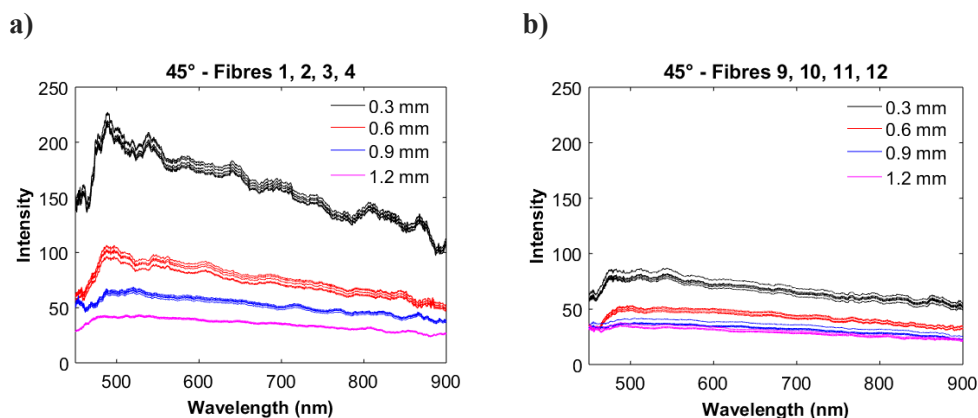 a)
45° - Fibres 1, 2, 3, 4
250
200
150
100
50
0
Intensity
500 600 700 800 900
Wavelength (nm)
0.3 mm
0.6 mm
0.9 mm
1.2 mm
b)
45° - Fibres 9, 10, 11, 12
250
200
150
100
50
0
Intensity
500 600 700 800 900
Wavelength (nm)
0.3 mm
0.6 mm
0.9 mm
1.2 mm